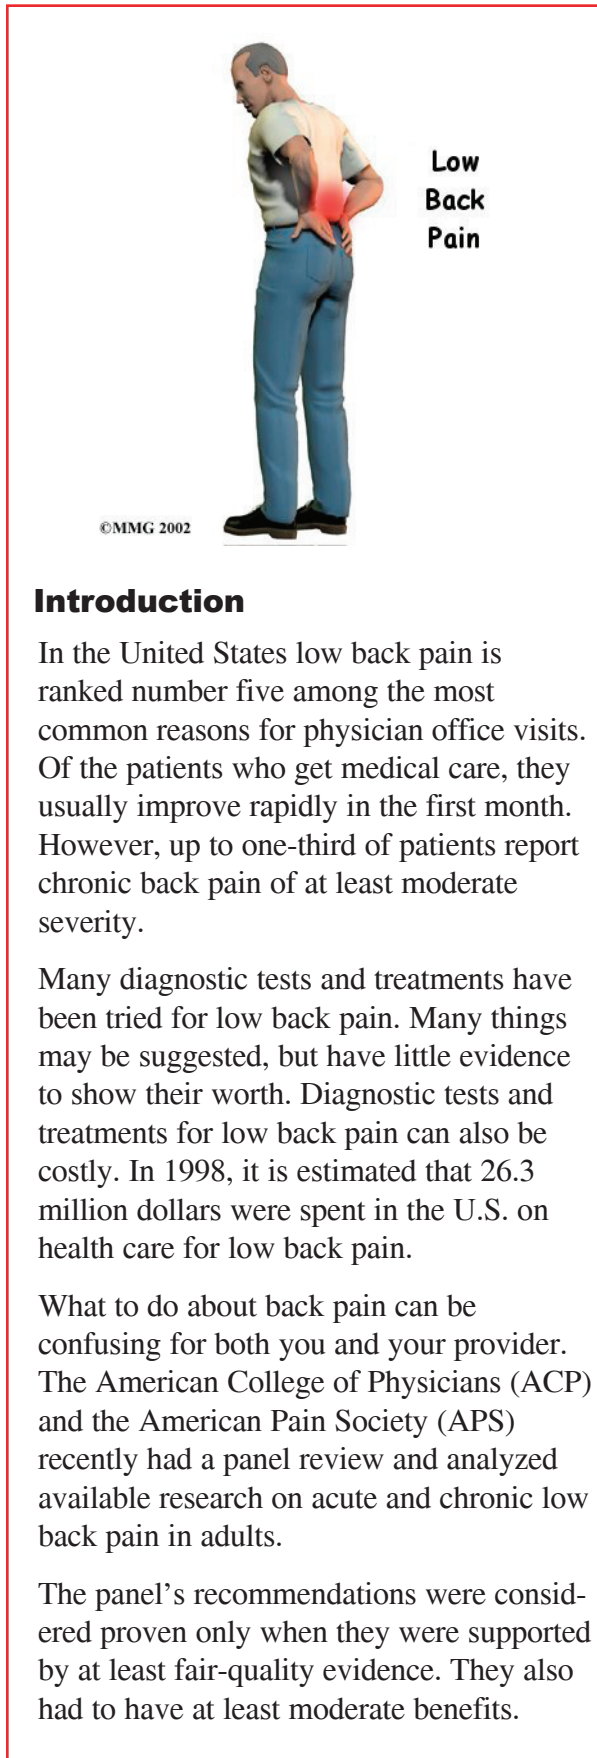 Low
Back
Pain
©MMG 2002
Introduction
In the United States low back pain is
ranked number five among the most
common reasons for physician office visits.
Of the patients who get medical care, they
usually improve rapidly in the first month.
However, up to one-third of patients report
chronic back pain of at least moderate
severity.
Many diagnostic tests and treatments have
been tried for low back pain. Many things
may be suggested, but have little evidence
to show their worth. Diagnostic tests and
treatments for low back pain can also be
costly. In 1998, it is estimated that 26.3
million dollars were spent in the U.S. on
health care for low back pain.
What to do about back pain can be
confusing for both you and your provider.
The American College of Physicians (ACP)
and the American Pain Society (APS)
recently had a panel review and analyzed
available research on acute and chronic low
back pain in adults.
The panel's recommendations were consid-
ered proven only when they were supported
by at least fair-quality evidence. They also
had to have at least moderate benefits.